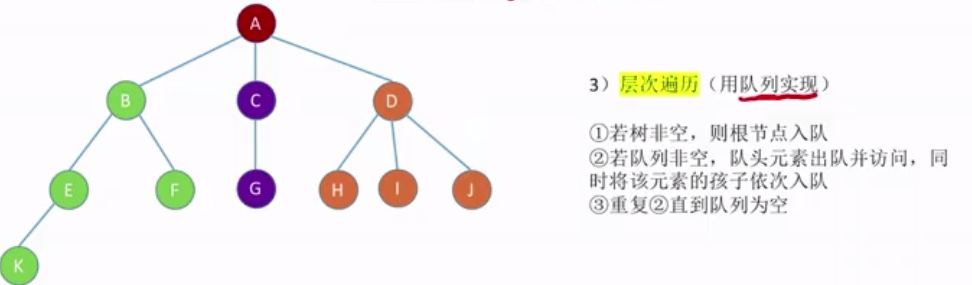 A
B
C
D
E
F
G
H
I
J
K
3）层次遍历（用队列实现）
①若树非空，则根节点入队
②若队列非空，队头元素出队并访问，同
时将该元素的孩子依次入队
③重复②直到队列为空